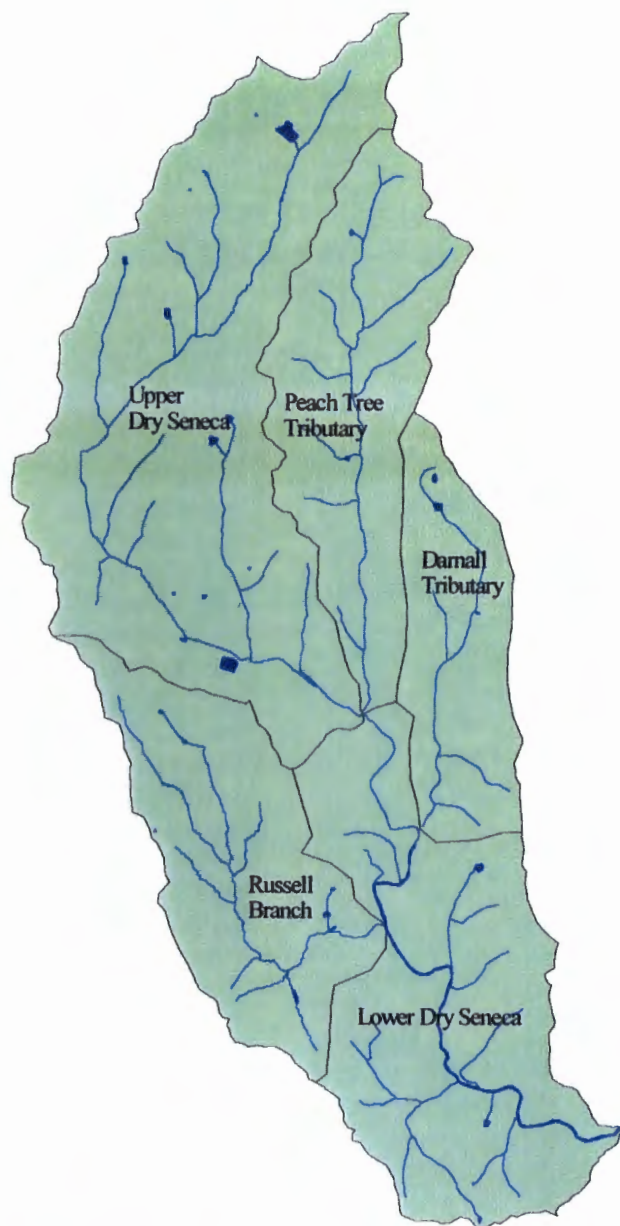 Upper
Dry Seneca
Peach Tree
Tributary
Darnall
Tributary
Russell
Branch
Lower Dry Seneca